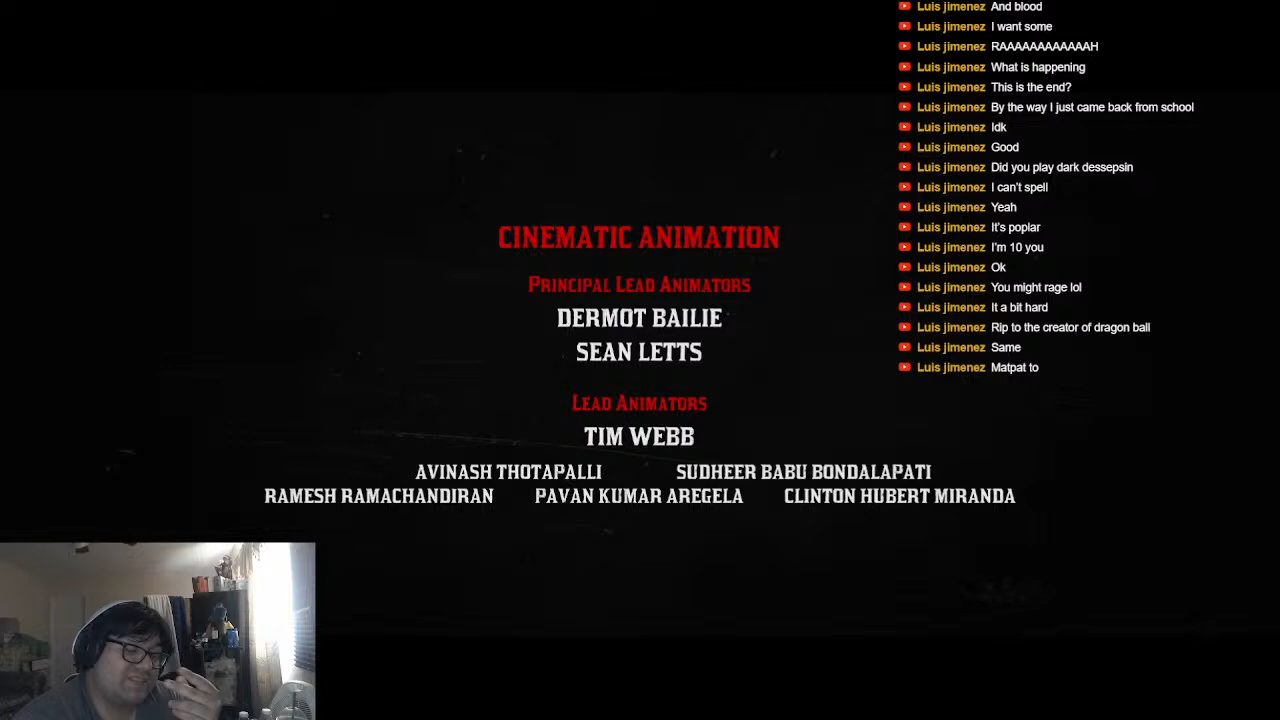 Luis jimenez And blood
Luis jimenez I want some
Luis jimenez RAAAAAAAAAAAAH
Luis jimenez What is happening
Luis jimenez This is the end?
Luis jimenez By the way I just came back from school
Luis jimenez Idk
Luis jimenez Good
Luis jimenez Did you play dark dessepsin
Luis jimenez I can't spell
Luis jimenez Yeah
Luis jimenez It's poplar
Luis jimenez I'm 10 you
Luis jimenez Ok
Luis jimenez You might rage lol
Luis jimenez It a bit hard
Luis jimenez Rip to the creator of dragon ball
Luis jimenez Same
Luis jimenez Matpat to
CINEMATIC ANIMATION
PRINCIPAL LEAD ANIMATORS
DERMOT BAILIE
SEAN LETTS
LEAD ANIMATORS
TIM WEBB
AVINASH THOTAPALLI SUDHEER BABU BONDALAPATI
RAMESH RAMACHANDIRAN PAVAN KUMAR AREGELA CLINTON HUBERT MIRANDA